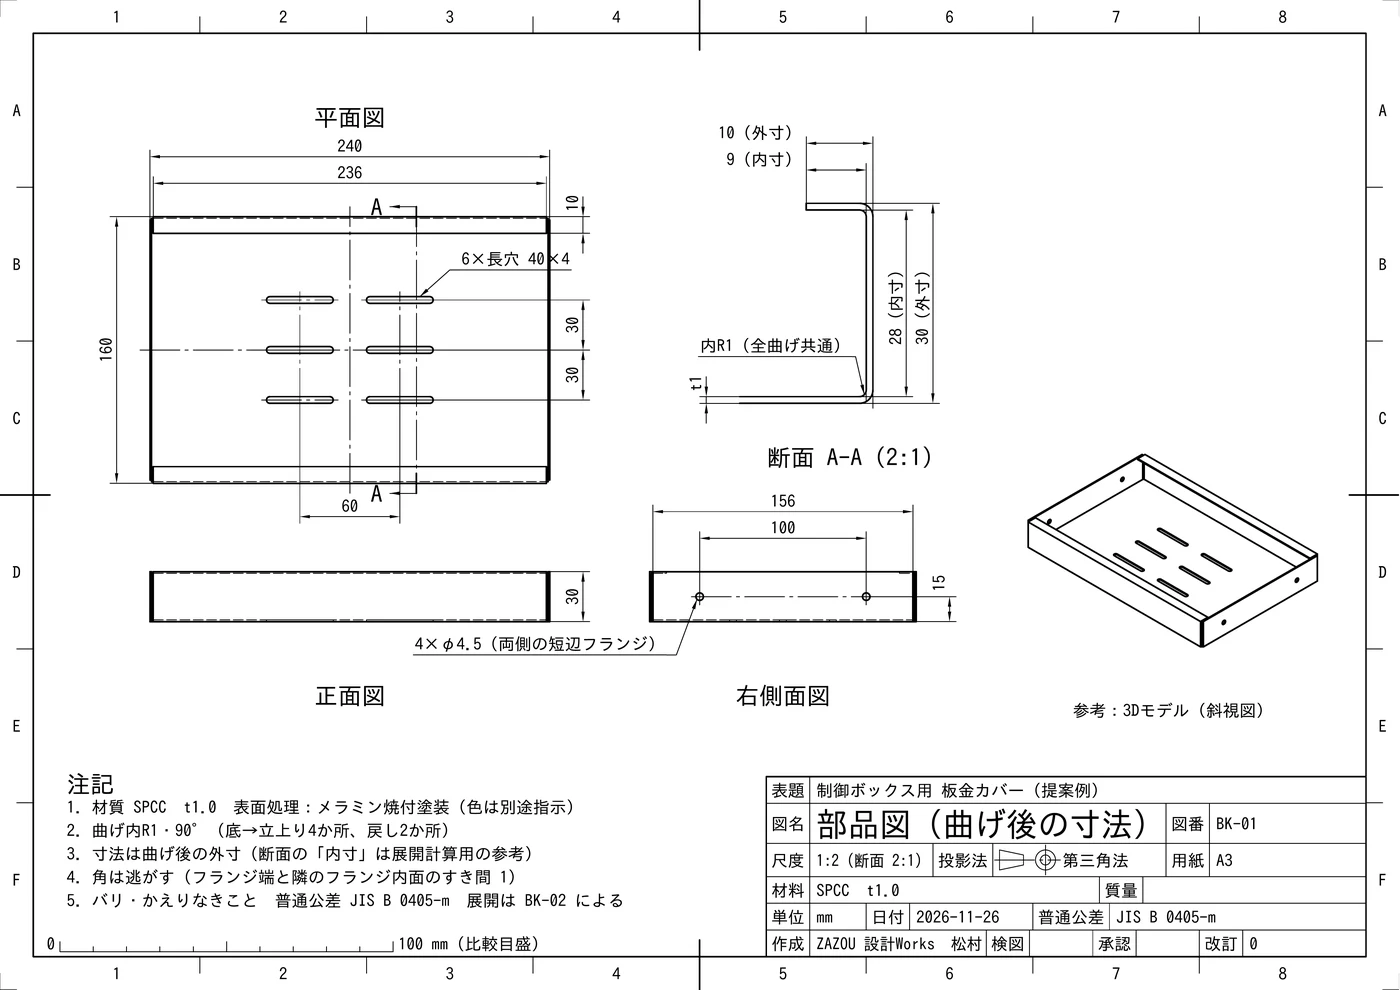 1 2 3 4 5 6 7 8
A A
B B
C C
D D
E E
F F
平面図
240
236
A
10
6×長穴 40×4
160
30
30
A
60
10（外寸）
9（内寸）
28（内寸）
30（外寸）
内R1（全曲げ共通）
t1
断面 A-A（2:1）
30
正面図
156
100
15
4×φ4.5（両側の短辺フランジ）
右側面図
参考：3Dモデル（斜視図）
注記
1. 材質 SPCC t1.0 表面処理：メラミン焼付塗装（色は別途指示）
2. 曲げ内R1・90°（底→立上り4か所、戻し2か所）
3. 寸法は曲げ後の外寸（断面の「内寸」は展開計算用の参考）
4. 角は逃がす（フランジ端と隣のフランジ内面のすき間 1）
5. バリ・かえりなきこと 普通公差 JIS B 0405-m 展開は BK-02 による
0 100 mm（比較目盛）
表題 制御ボックス用 板金カバー（提案例）
図名 部品図（曲げ後の寸法） 図番 BK-01
尺度 1:2（断面 2:1） 投影法 第三角法 用紙 A3
材料 SPCC t1.0 質量
単位 mm 日付 2026-11-26 普通公差 JIS B 0405-m
作成 ZAZOU 設計Works 松村 検図 承認 改訂 0
1 2 3 4 5 6 7 8